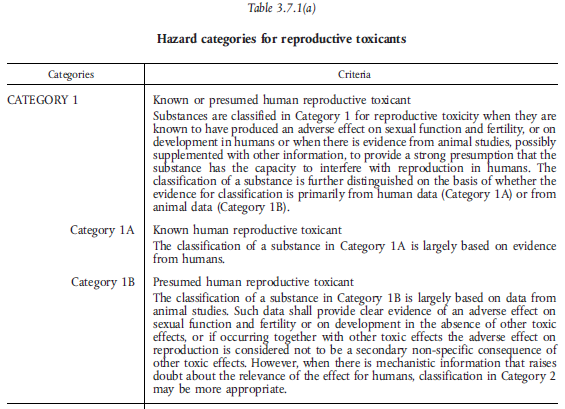 Table 3.7.1(a)
Hazard categories for reproductive toxicants
Categories Criteria
CATEGORY 1 Known or presumed human reproductive toxicant
Substances are classified in Category 1 for reproductive toxicity when they are
known to have produced an adverse effect on sexual function and fertility, or on
development in humans or when there is evidence from animal studies, possibly
supplemented with other information, to provide a strong presumption that the
substance has the capacity to interfere with reproduction in humans. The
classification of a substance is further distinguished on the basis of whether the
evidence for classification is primarily from human data (Category 1A) or from
animal data (Category 1B).
Category 1A Known human reproductive toxicant
The classification of a substance in Category 1A is largely based on evidence
from humans.
Category 1B Presumed human reproductive toxicant
The classification of a substance in Category 1B is largely based on data from
animal studies. Such data shall provide clear evidence of an adverse effect on
sexual function and fertility or on development in the absence of other toxic
effects, or if occurring together with other toxic effects the adverse effect on
reproduction is considered not to be a secondary non-specific consequence of
other toxic effects. However, when there is mechanistic information that raises
doubt about the relevance of the effect for humans, classification in Category 2
may be more appropriate.